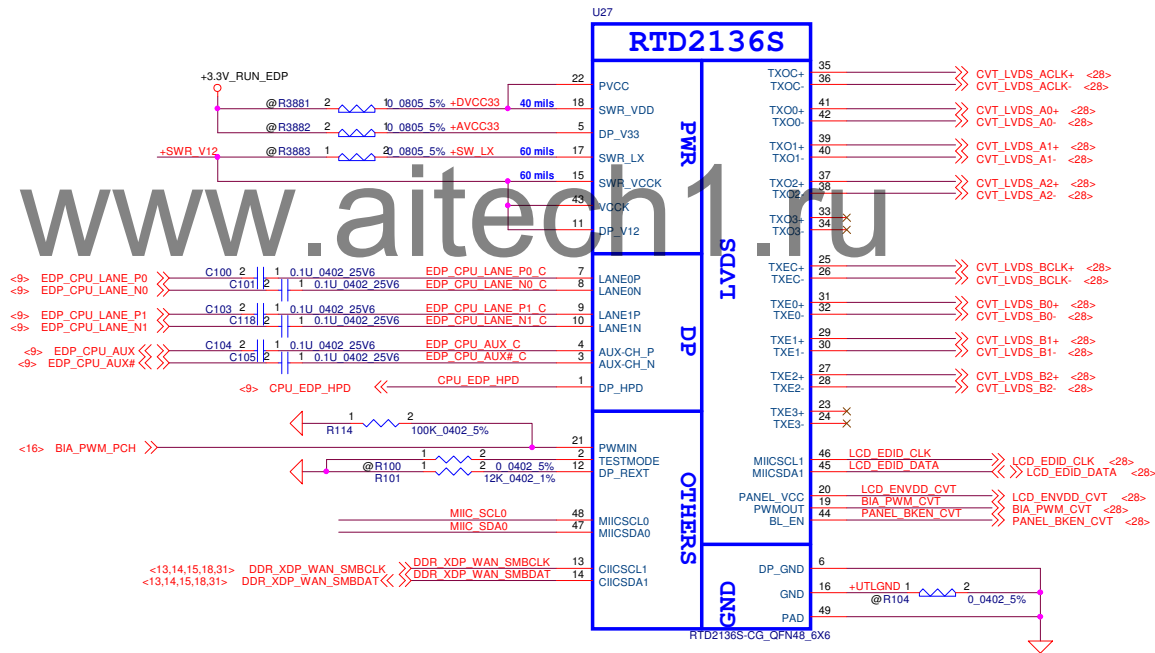 U27
RTD2136S
+3.3V_RUN_EDP
@R3881 2 1 0_0805_5% +DVCC33 40 mils
@R3882 2 1 0_0805_5% +AVCC33
+SWR_V12 @R3883 1 2 0_0805_5% +SW_LX 60 mils
60 mils
22 PVCC
18 SWR_VDD
5 DP_V33
17 SWR_LX
15 SWR_VCCK
43 VCCK
11 DP_V12
PWR
www.aitech1.ru
<9> EDP_CPU_LANE_P0 C100 2 1 0.1U_0402_25V6 EDP_CPU_LANE_P0_C 7 LANE0P
<9> EDP_CPU_LANE_N0 C101 2 1 0.1U_0402_25V6 EDP_CPU_LANE_N0_C 8 LANE0N
<9> EDP_CPU_LANE_P1 C103 2 1 0.1U_0402_25V6 EDP_CPU_LANE_P1_C 9 LANE1P
<9> EDP_CPU_LANE_N1 C118 2 1 0.1U_0402_25V6 EDP_CPU_LANE_N1_C 10 LANE1N
<9> EDP_CPU_AUX C104 2 1 0.1U_0402_25V6 EDP_CPU_AUX_C 4 AUX-CH_P
<9> EDP_CPU_AUX# C105 2 1 0.1U_0402_25V6 EDP_CPU_AUX#_C 3 AUX-CH_N
<9> CPU_EDP_HPD CPU_EDP_HPD 1 DP_HPD
DP
R114 1 2 100K_0402_5%
<16> BIA_PWM_PCH 21 PWMIN
@R100 1 2 0_0402_5% 2 TESTMODE
R101 1 2 12K_0402_1% 12 DP_REXT
MIIC_SCL0 48 MIICSCL0
MIIC_SDA0 47 MIICSDA0
<13,14,15,18,31> DDR_XDP_WAN_SMBCLK DDR_XDP_WAN_SMBCLK 13 CIICSCL1
<13,14,15,18,31> DDR_XDP_WAN_SMBDAT DDR_XDP_WAN_SMBDAT 14 CIICSDA1
OTHERS
LVDS
TXOC+ 35 CVT_LVDS_ACLK+ <28>
TXOC- 36 CVT_LVDS_ACLK- <28>
TXO0+ 41 CVT_LVDS_A0+ <28>
TXO0- 42 CVT_LVDS_A0- <28>
TXO1+ 39 CVT_LVDS_A1+ <28>
TXO1- 40 CVT_LVDS_A1- <28>
TXO2+ 37 CVT_LVDS_A2+ <28>
TXO2- 38 CVT_LVDS_A2- <28>
TXO3+ 33
TXO3- 34
TXEC+ 25 CVT_LVDS_BCLK+ <28>
TXEC- 26 CVT_LVDS_BCLK- <28>
TXE0+ 31 CVT_LVDS_B0+ <28>
TXE0- 32 CVT_LVDS_B0- <28>
TXE1+ 29 CVT_LVDS_B1+ <28>
TXE1- 30 CVT_LVDS_B1- <28>
TXE2+ 27 CVT_LVDS_B2+ <28>
TXE2- 28 CVT_LVDS_B2- <28>
TXE3+ 23
TXE3- 24
MIICSCL1 46 LCD_EDID_CLK LCD_EDID_CLK <28>
MIICSDA1 45 LCD_EDID_DATA LCD_EDID_DATA <28>
PANEL_VCC 20 LCD_ENVDD_CVT LCD_ENVDD_CVT <28>
PWMOUT 19 BIA_PWM_CVT BIA_PWM_CVT <28>
BL_EN 44 PANEL_BKEN_CVT PANEL_BKEN_CVT <28>
GND
DP_GND 6
GND 16 +UTLGND 1 2
@R104 0_0402_5%
PAD 49
RTD2136S-CG_QFN48_6X6